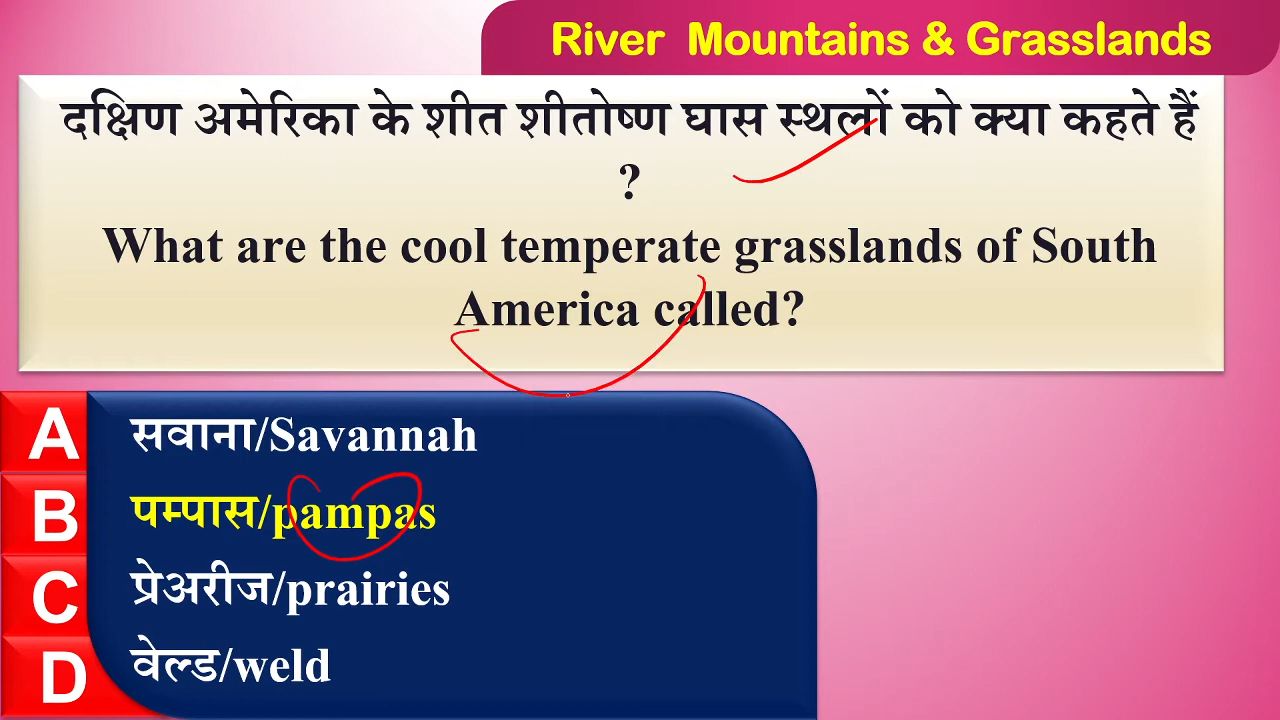 River Mountains & Grasslands
दक्षिण अमेरिका के शीत शीतोष्ण घास स्थलों को क्या कहते हैं
?
What are the cool temperate grasslands of South
America called?
A सवाना/Savannah
B पम्पास/pampas
C प्रेअरीज/prairies
D वेल्ड/weld